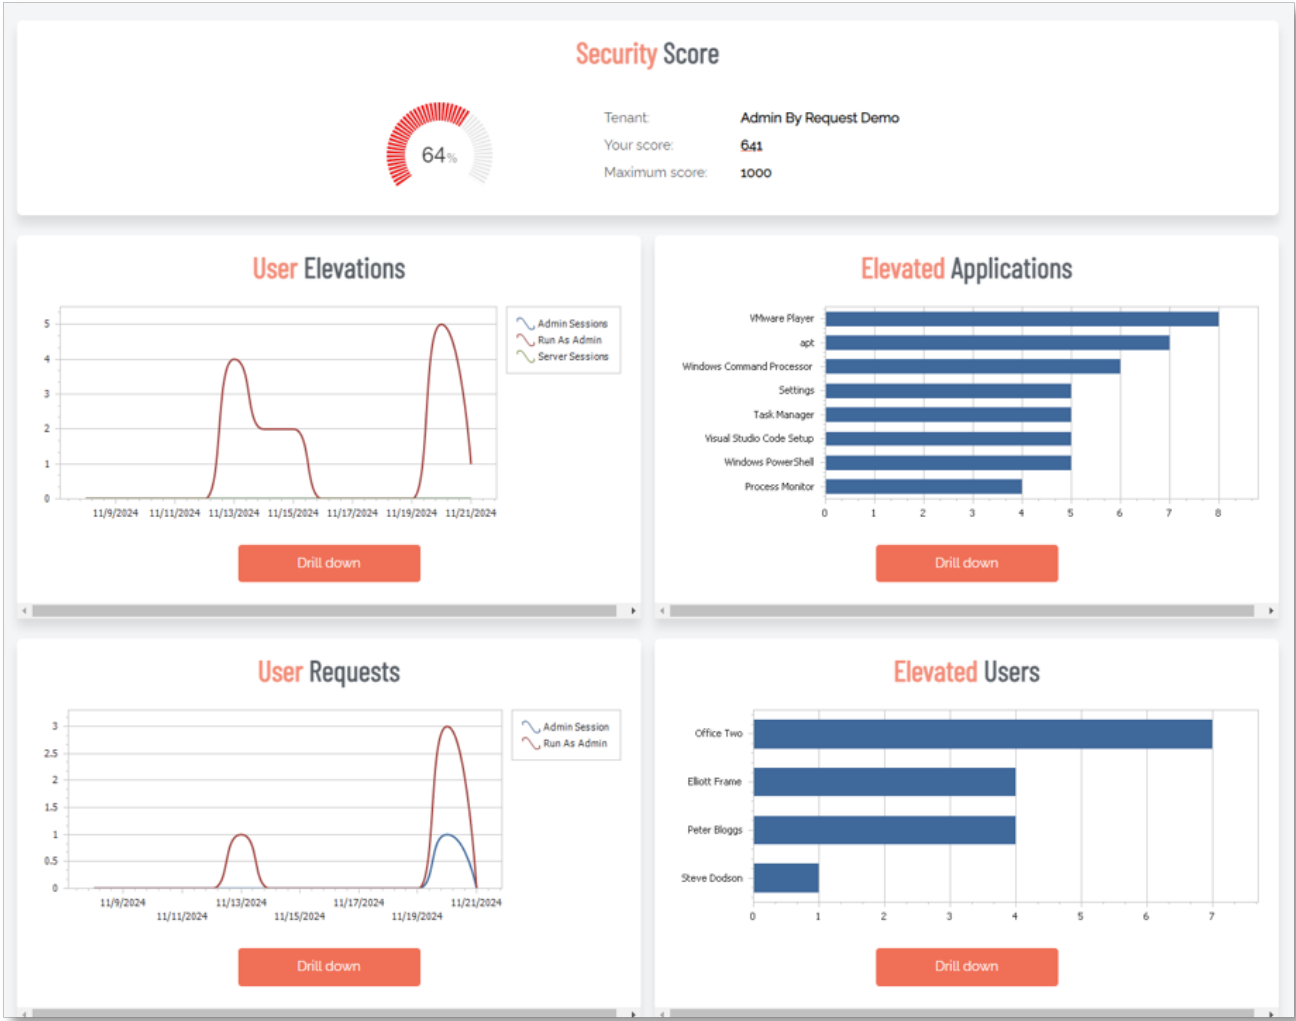 Security Score
64%
Tenant: Admin By Request Demo
Your score: 641
Maximum score: 1000
User Elevations
5
4
3
2
1
0
11/9/2024 11/11/2024 11/13/2024 11/15/2024 11/17/2024 11/19/2024 11/21/2024
Admin Sessions
Run As Admin
Server Sessions
Drill down
Elevated Applications
VMware Player
apt
Windows Command Processor
Settings
Task Manager
Visual Studio Code Setup
Windows PowerShell
Process Monitor
0 1 2 3 4 5 6 7 8
Drill down
User Requests
3
2.5
2
1.5
1
0.5
0
11/9/2024 11/13/2024 11/17/2024 11/21/2024
11/11/2024 11/15/2024 11/19/2024
Admin Session
Run As Admin
Drill down
Elevated Users
Office Two
Elliott Frame
Peter Bloggs
Steve Dodson
0 1 2 3 4 5 6 7
Drill down